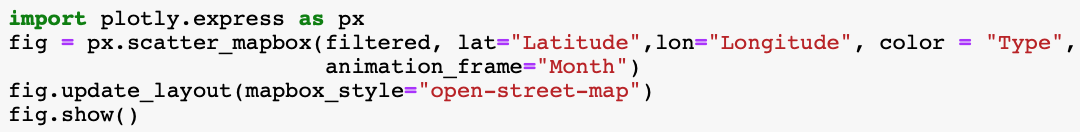 import plotly.express as px
fig = px.scatter_mapbox(filtered, lat="Latitude",lon="Longitude", color = "Type",
                        animation_frame="Month")
fig.update_layout(mapbox_style="open-street-map")
fig.show()